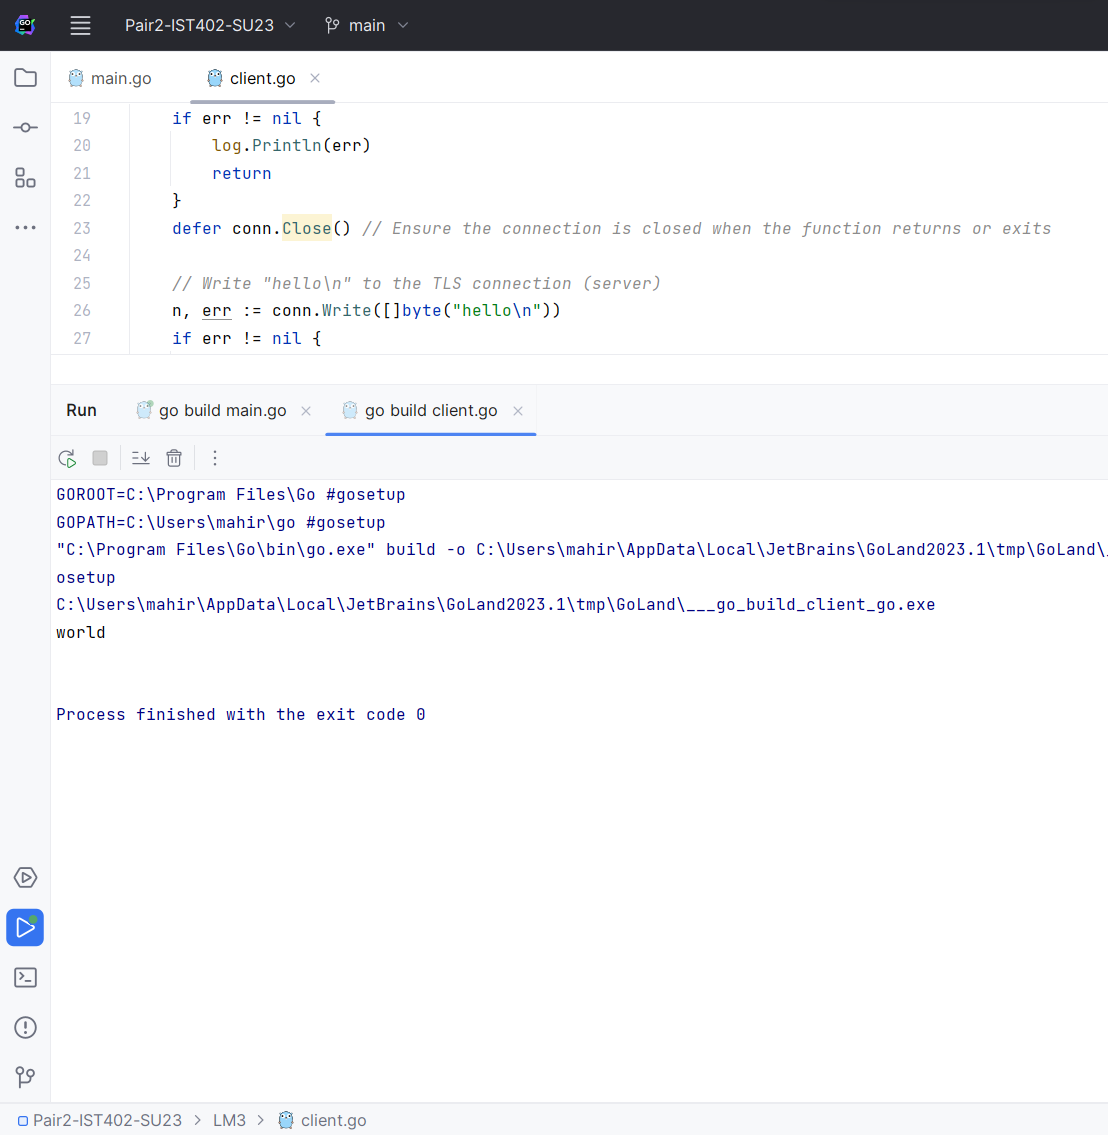 GO
Pair2-IST402-SU23 main
main.go client.go
19 if err != nil {
20 log.Println(err)
21 return
22 }
23 defer conn.Close() // Ensure the connection is closed when the function returns or exits
24
25 // Write "hello\n" to the TLS connection (server)
26 n, err := conn.Write([]byte("hello\n"))
27 if err != nil {
Run go build main.go go build client.go
GOROOT=C:\Program Files\Go #gosetup
GOPATH=C:\Users\mahir\go #gosetup
"C:\Program Files\Go\bin\go.exe" build -o C:\Users\mahir\AppData\Local\JetBrains\GoLand2023.1\tmp\GoLand\_
osetup
C:\Users\mahir\AppData\Local\JetBrains\GoLand2023.1\tmp\GoLand\___go_build_client_go.exe
world
Process finished with the exit code 0
Pair2-IST402-SU23 > LM3 > client.go